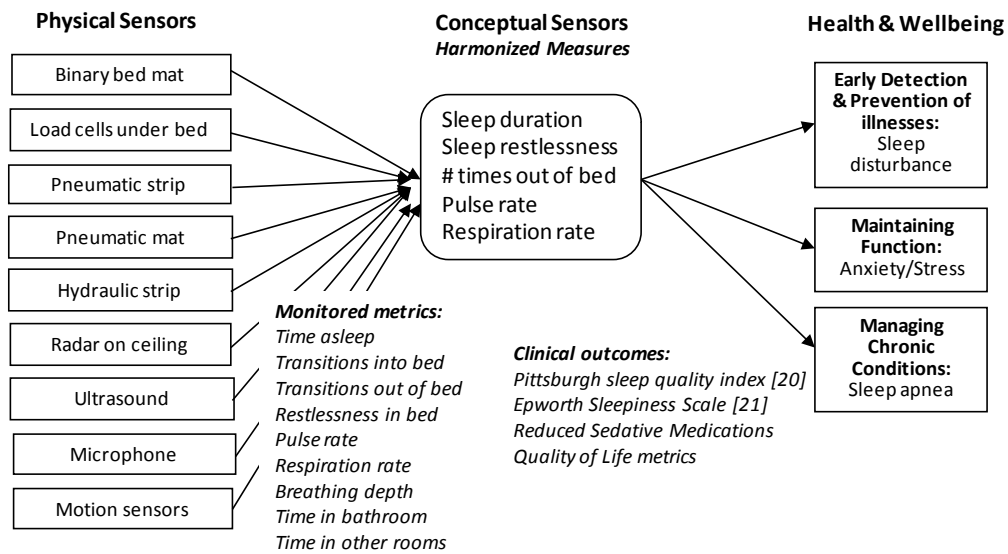 Physical Sensors
Binary bed mat
Load cells under bed
Pneumatic strip
Pneumatic mat
Hydraulic strip
Radar on ceiling
Ultrasound
Microphone
Motion sensors
Monitored metrics:
Time asleep
Transitions into bed
Transitions out of bed
Restlessness in bed
Pulse rate
Respiration rate
Breathing depth
Time in bathroom
Time in other rooms
Conceptual Sensors
Harmonized Measures
Sleep duration
Sleep restlessness
# times out of bed
Pulse rate
Respiration rate
Clinical outcomes:
Pittsburgh sleep quality index [20]
Epworth Sleepiness Scale [21]
Reduced Sedative Medications
Quality of Life metrics
Health & Wellbeing
Early Detection
& Prevention of
illnesses:
Sleep
disturbance
Maintaining
Function:
Anxiety/Stress
Managing
Chronic
Conditions:
Sleep apnea